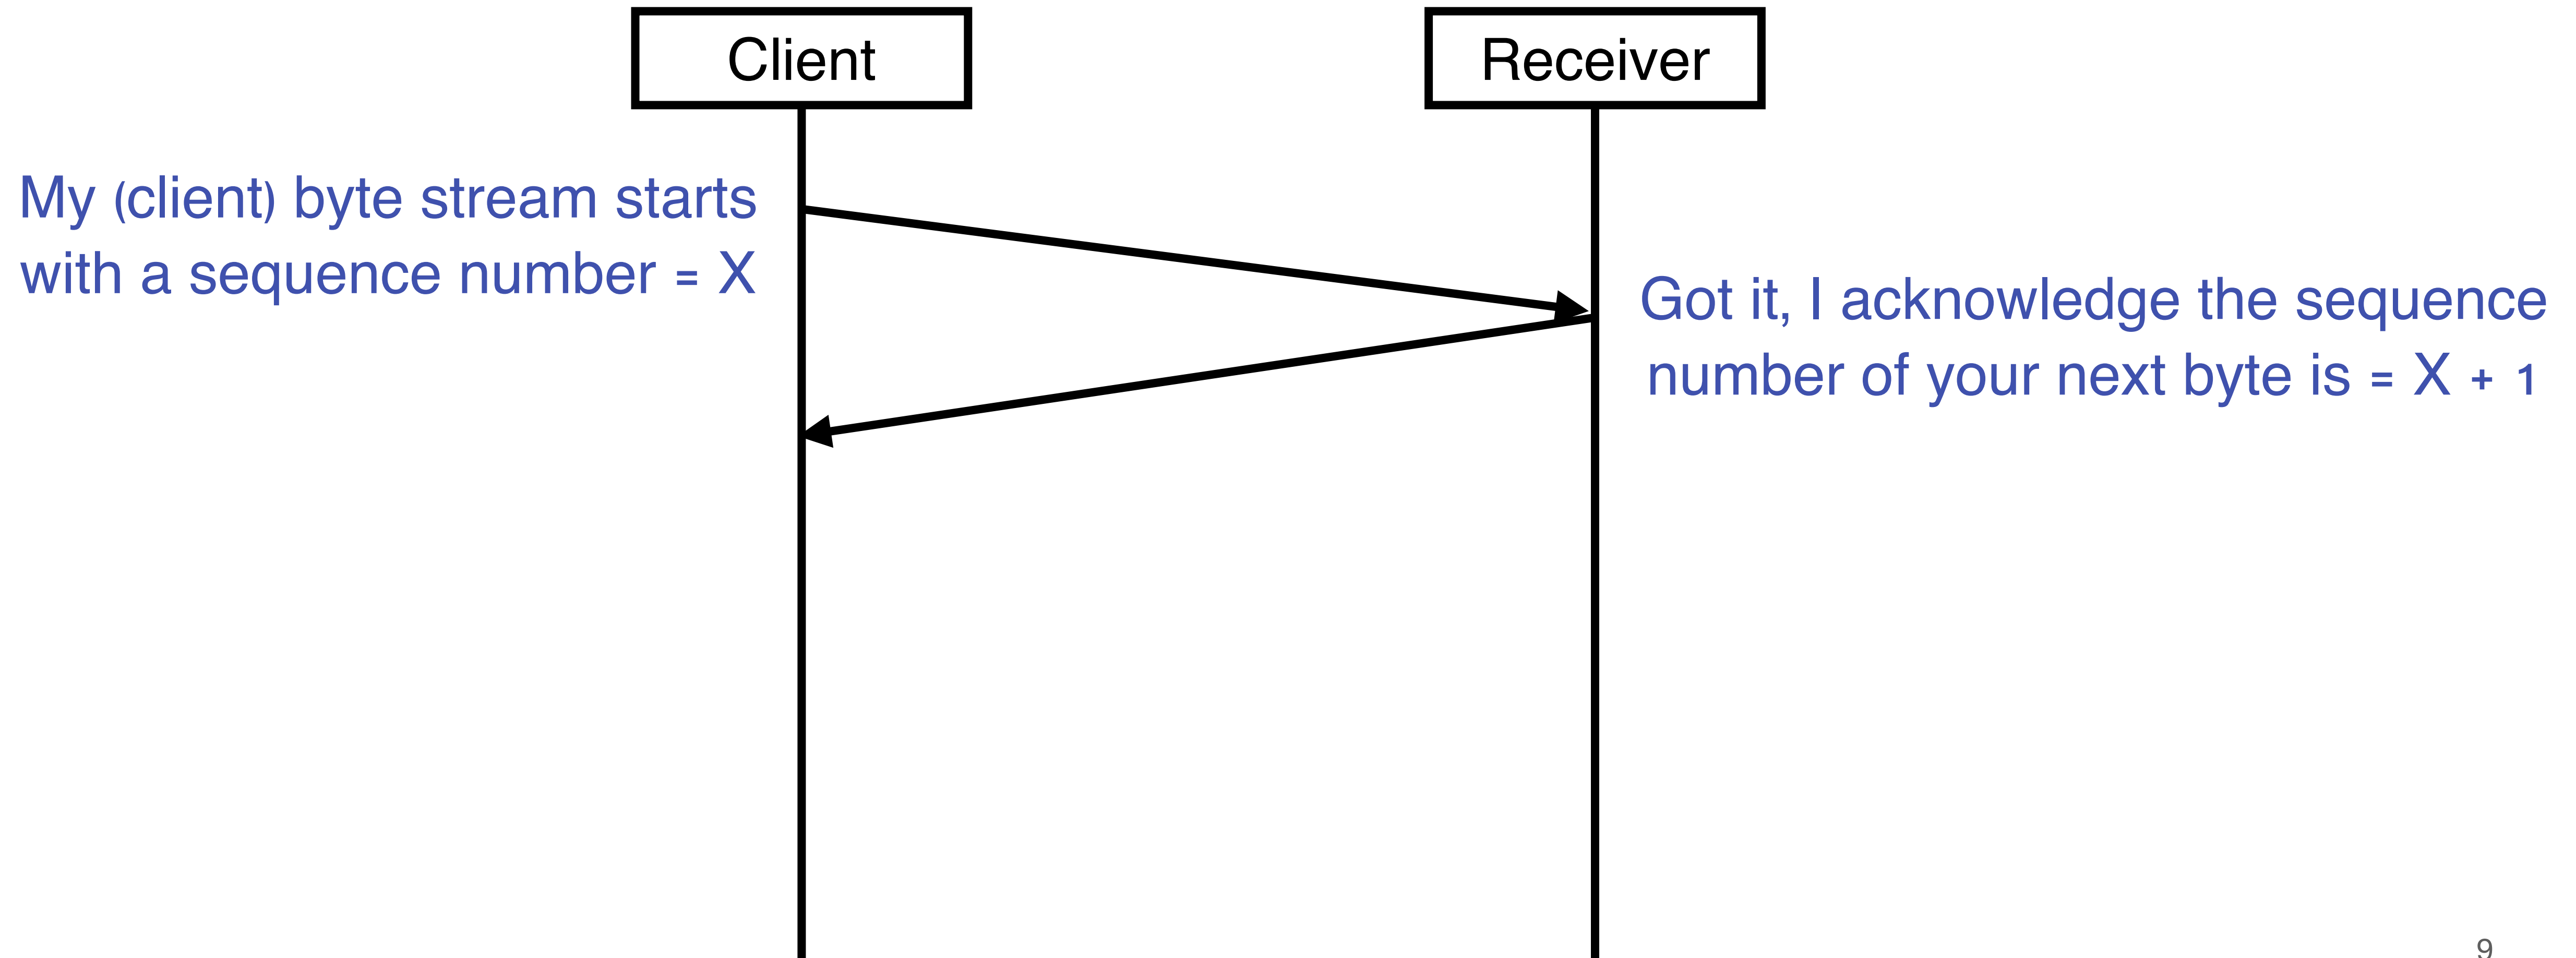 Client
Receiver
My (client) byte stream starts
with a sequence number = X
Got it, I acknowledge the sequence
number of your next byte is = X + 1
9